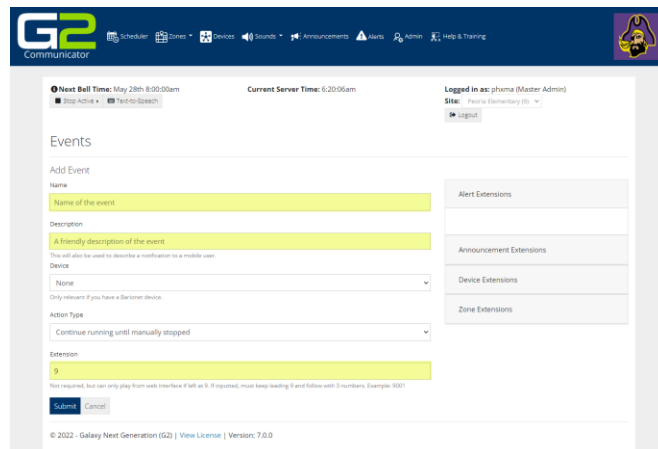 G2
Communicator
Scheduler Zones Devices Sounds Announcements Alerts Admin Help & Training
Next Bell Time: May 28th 8:00:00am Current Server Time: 6:20:06am Logged in as: phxma (Master Admin)
Stop Active Text-to-Speech Site: Peoria Elementary (9)
Logout
Events
Add Event
Name
Name of the event
Alert Extensions
Description
A friendly description of the event
This will also be used to describe a notification to a mobile user.
Announcement Extensions
Device
None
Device Extensions
Only relevant if you have a Barionet device.
Action Type
Zone Extensions
Continue running until manually stopped
Extension
9
Not required, but can only play from web interface if left at 9. If inputted, must keep leading 9 and follow with 3 numbers. Example: 9001
Submit Cancel
© 2022 - Galaxy Next Generation (G2) | View License | Version: 7.0.0